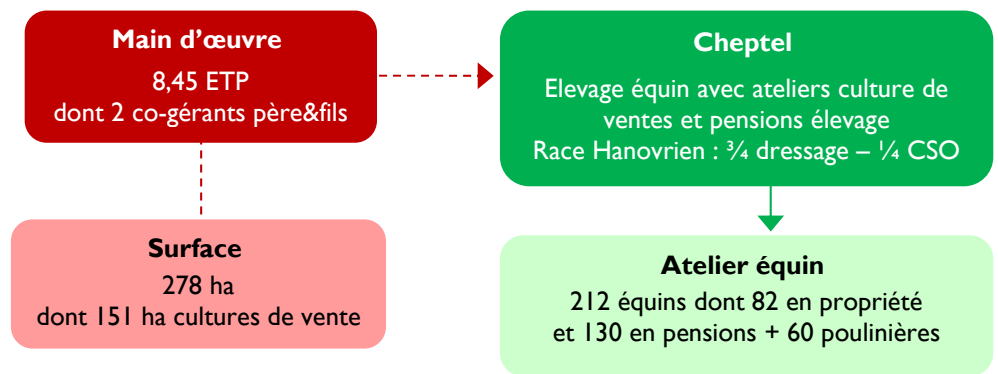 Main d’œuvre
8,45 ETP
dont 2 co-gérants père&fils
Cheptel
Elevage équin avec ateliers culture de
ventes et pensions élevage
Race Hanovrien : ¾ dressage – ¼ CSO
Surface
278 ha
dont 151 ha cultures de vente
Atelier équin
212 équins dont 82 en propriété
et 130 en pensions + 60 poulinières